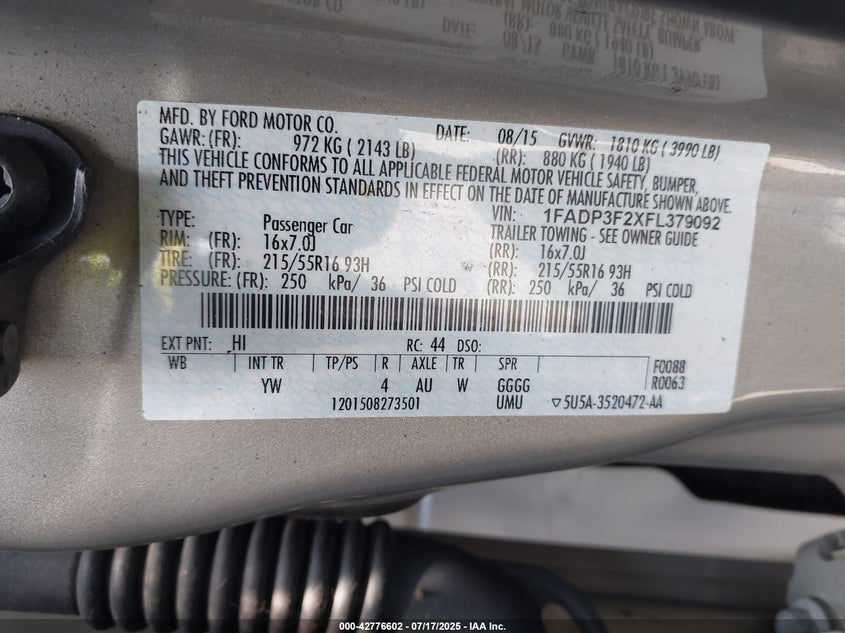 MFD. BY FORD MOTOR CO. DATE: 08/15 GVWR: 1810 KG ( 3990 LB)
GAWR: (FR): 972 KG ( 2143 LB) (RR): 880 KG ( 1940 LB)
THIS VEHICLE CONFORMS TO ALL APPLICABLE FEDERAL MOTOR VEHICLE SAFETY, BUMPER,
AND THEFT PREVENTION STANDARDS IN EFFECT ON THE DATE OF MANUFACTURE SHOWN ABOVE.
VIN: 1FADP3F2XFL379092
TYPE: Passenger Car TRAILER TOWING - SEE OWNER GUIDE
RIM: (FR): 16x7.0J (RR): 16x7.0J
TIRE: (FR): 215/55R16 93H (RR): 215/55R16 93H
PRESSURE: (FR): 250 kPa/ 36 PSI COLD (RR): 250 kPa/ 36 PSI COLD
EXT PNT: HI RC: 44 DSO:
WB INT TR TP/PS R AXLE TR SPR F0088
YW 4 AU W GGGG R0063
1201508273501 UMU ▽5U5A-3520472-AA
000-42776602 - 07/17/2025 - IAA Inc.